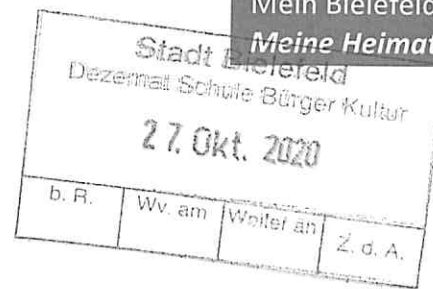 Mein Bielefeld
Meine Heimat
Stadt Bielefeld
Dezernat Schule Bürger Kultur
27. Okt. 2020
b. R.
Wv. am
Weiter an
Z. d. A.